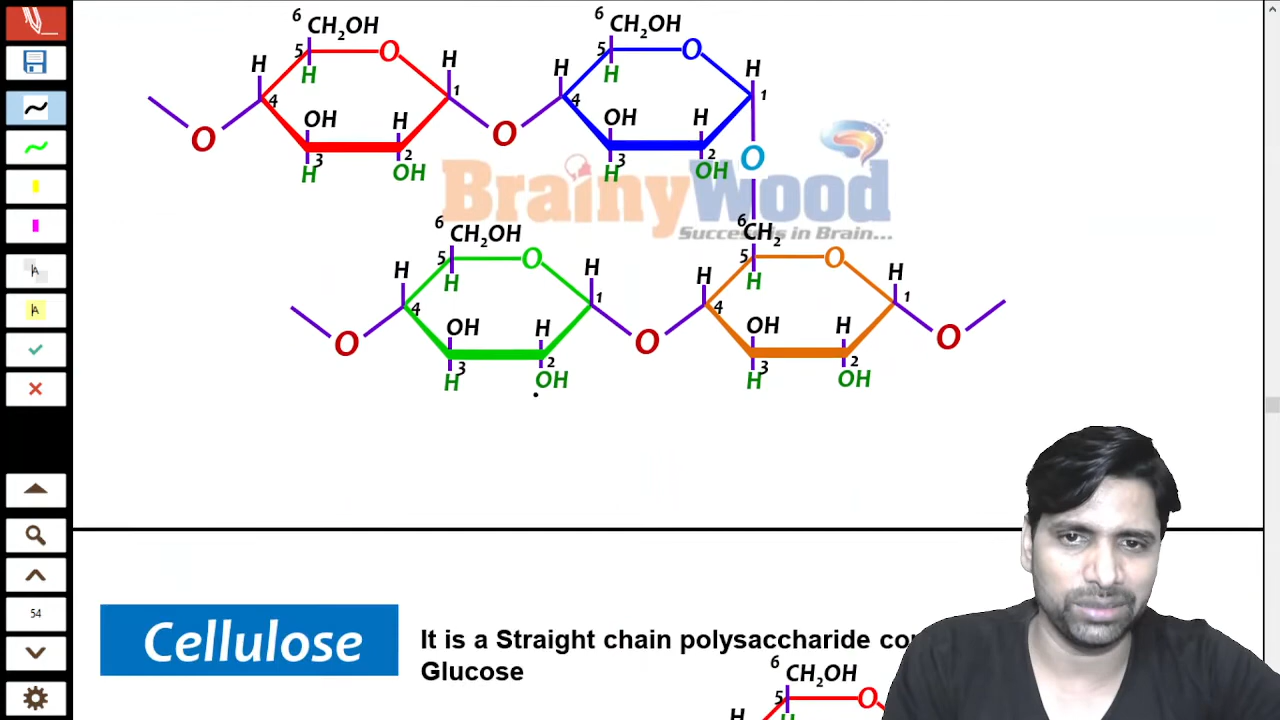 6 CH2OH 6 CH2OH
5 O 5 O
H H H H
H H
4 1 4 1
OH H OH H
O O O
3 2 3 2
H OH H OH
BrainyWood
Success is in Brain...
6 CH2OH 6 CH2
5 O 5 O
H H H H
H H
4 1 4 1
OH H OH H
O O O
3 2 3 2
H OH H OH
54
Cellulose
It is a Straight chain polysaccharide co
Glucose
6 CH2OH
5 O
H
H